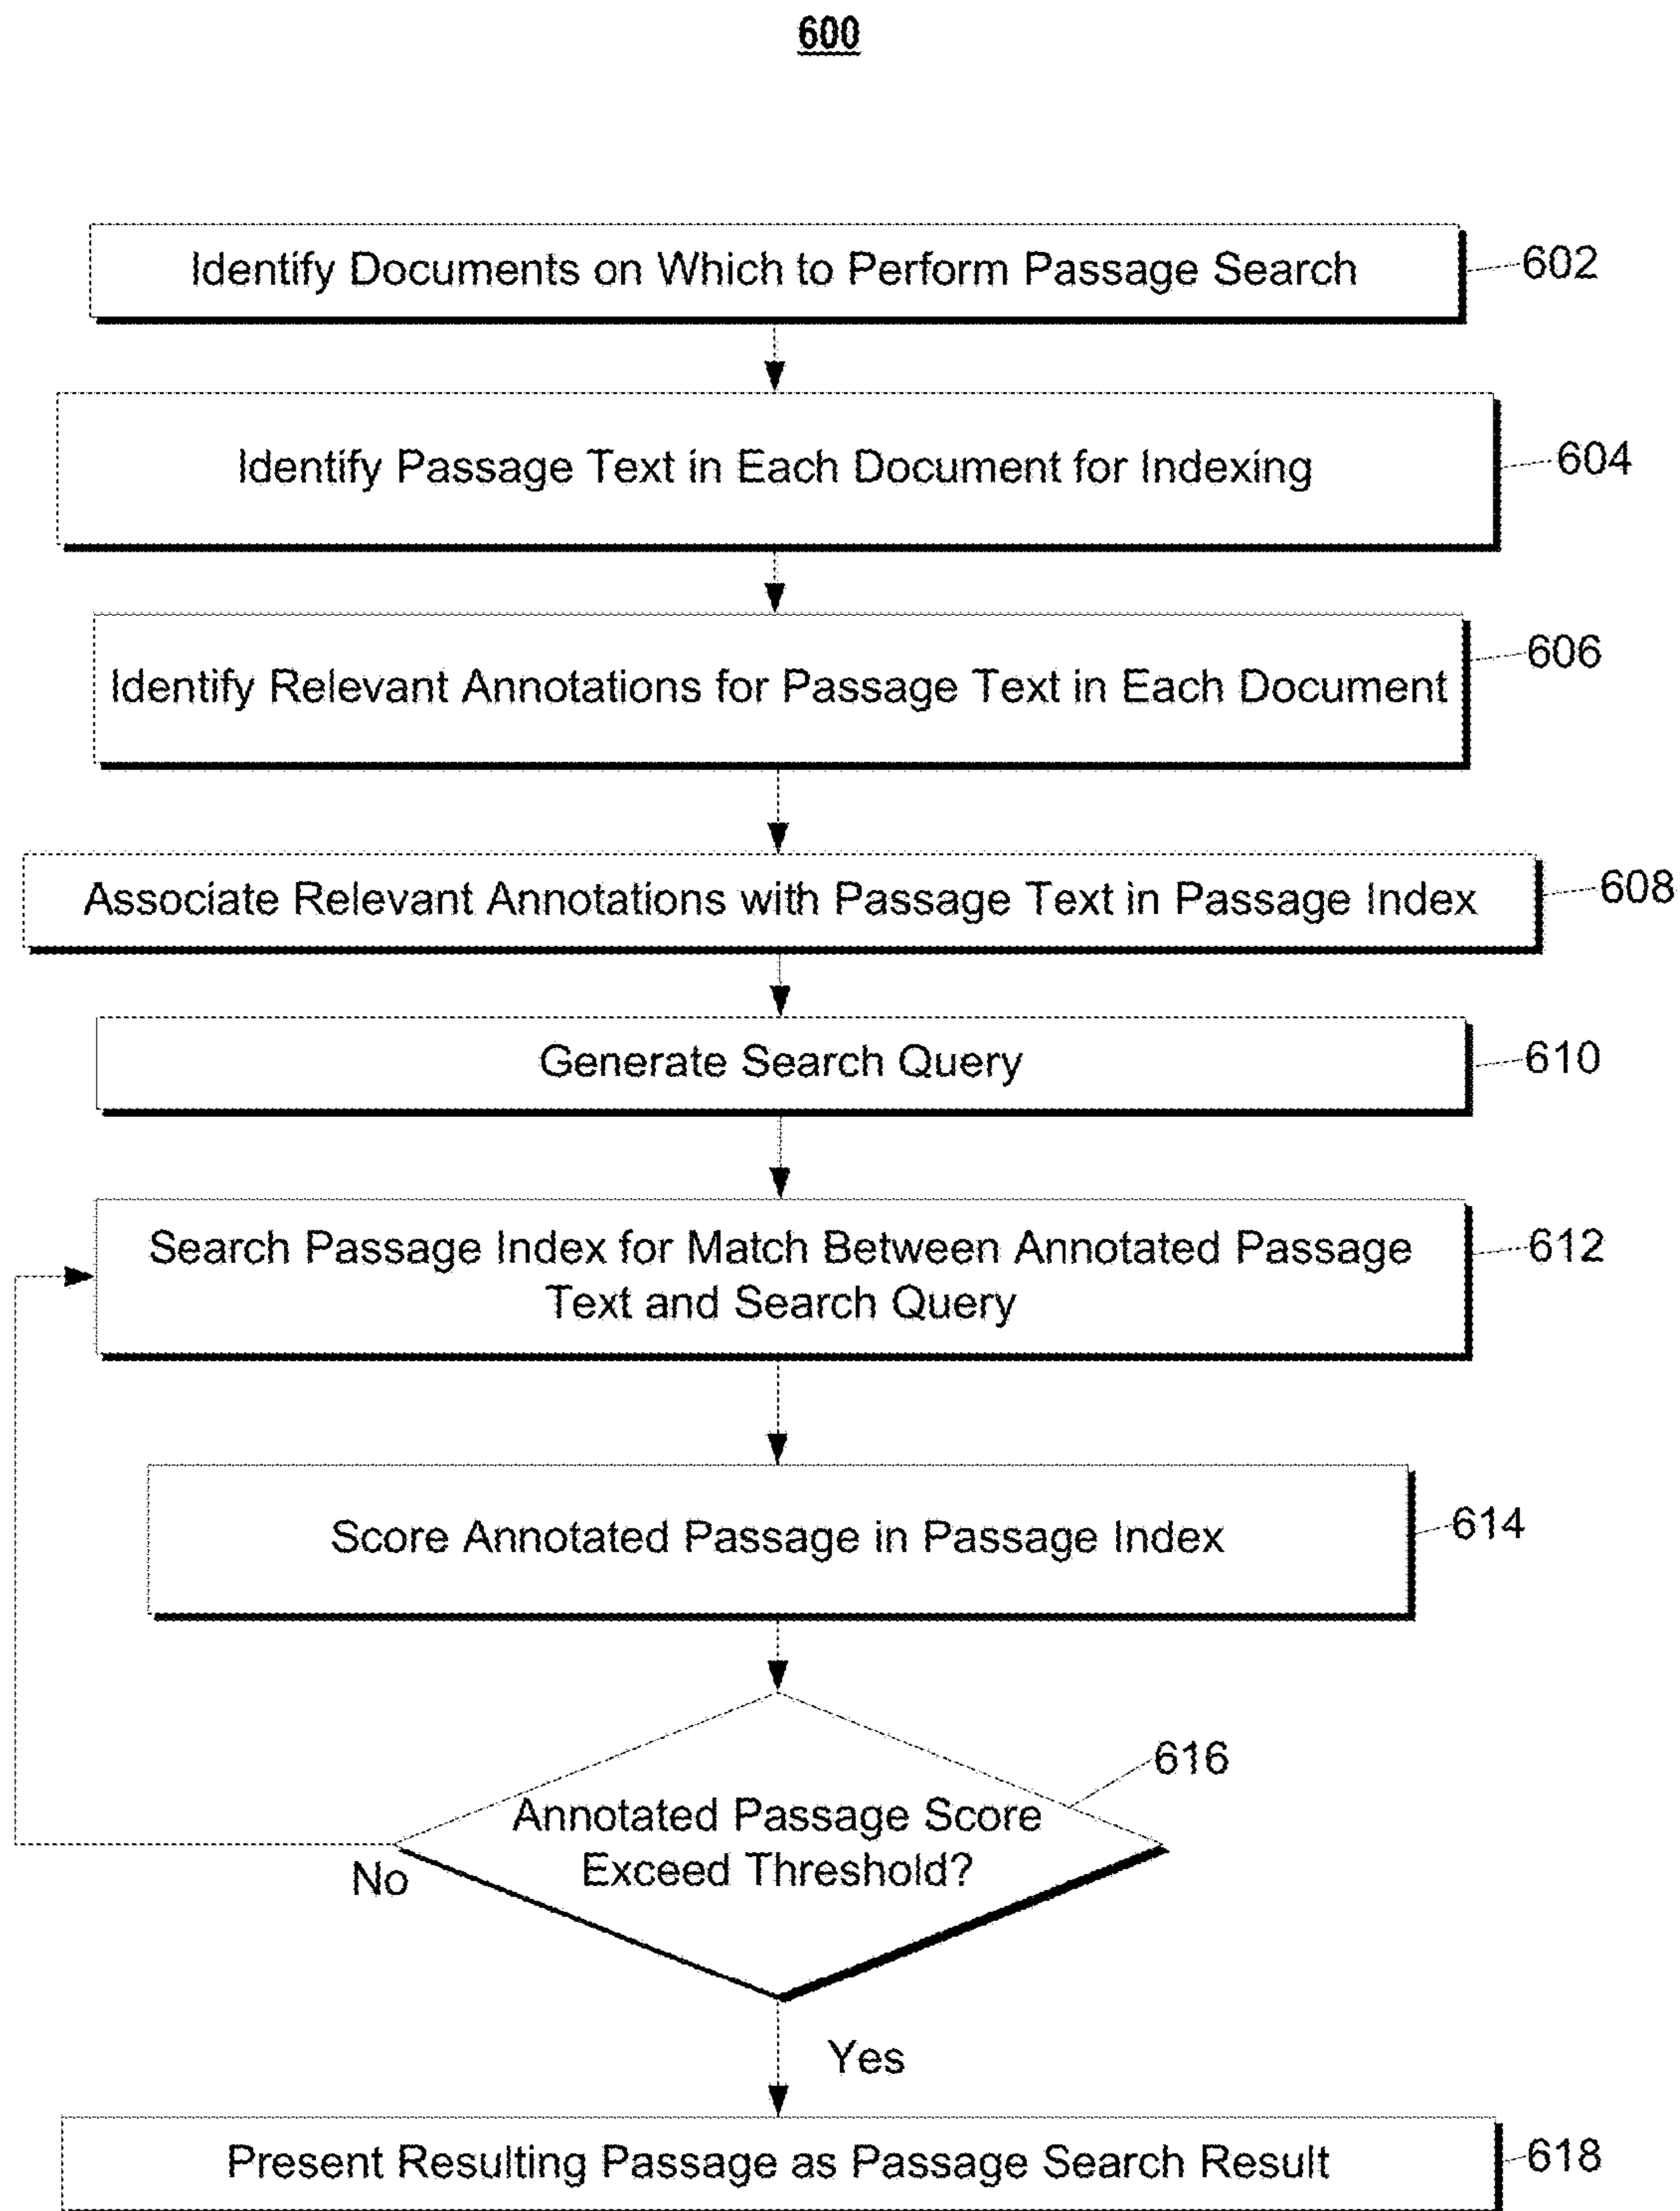 600
Identify Documents on Which to Perform Passage Search
602
Identify Passage Text in Each Document for Indexing
604
Identify Relevant Annotations for Passage Text in Each Document
606
Associate Relevant Annotations with Passage Text in Passage Index
608
Generate Search Query
610
Search Passage Index for Match Between Annotated Passage
Text and Search Query
612
Score Annotated Passage in Passage Index
614
616
Annotated Passage Score
Exceed Threshold?
No
Yes
Present Resulting Passage as Passage Search Result
618